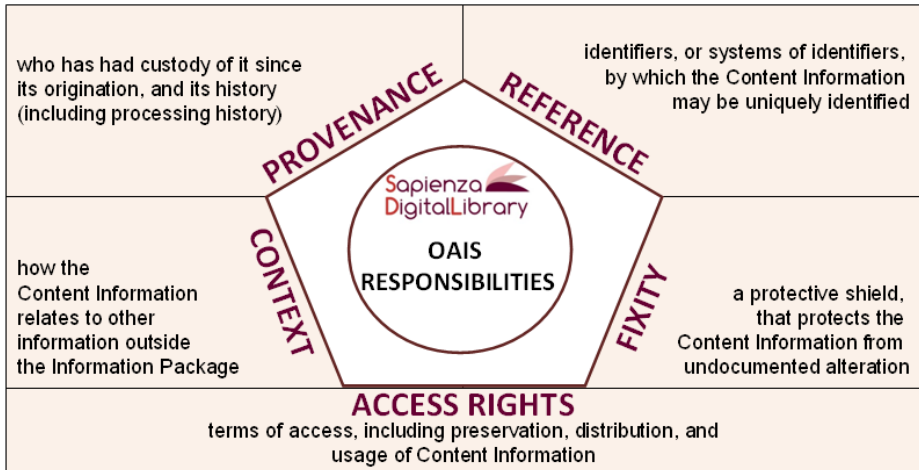 who has had custody of it since
its origination, and its history
(including processing history)
PROVENANCE
identifiers, or systems of identifiers,
by which the Content Information
may be uniquely identified
REFERENCE
Sapienza
DigitalLibrary
OAIS
RESPONSIBILITIES
how the
Content Information
relates to other
information outside
the Information Package
CONTEXT
a protective shield,
that protects the
Content Information from
undocumented alteration
FIXITY
ACCESS RIGHTS
terms of access, including preservation, distribution, and
usage of Content Information